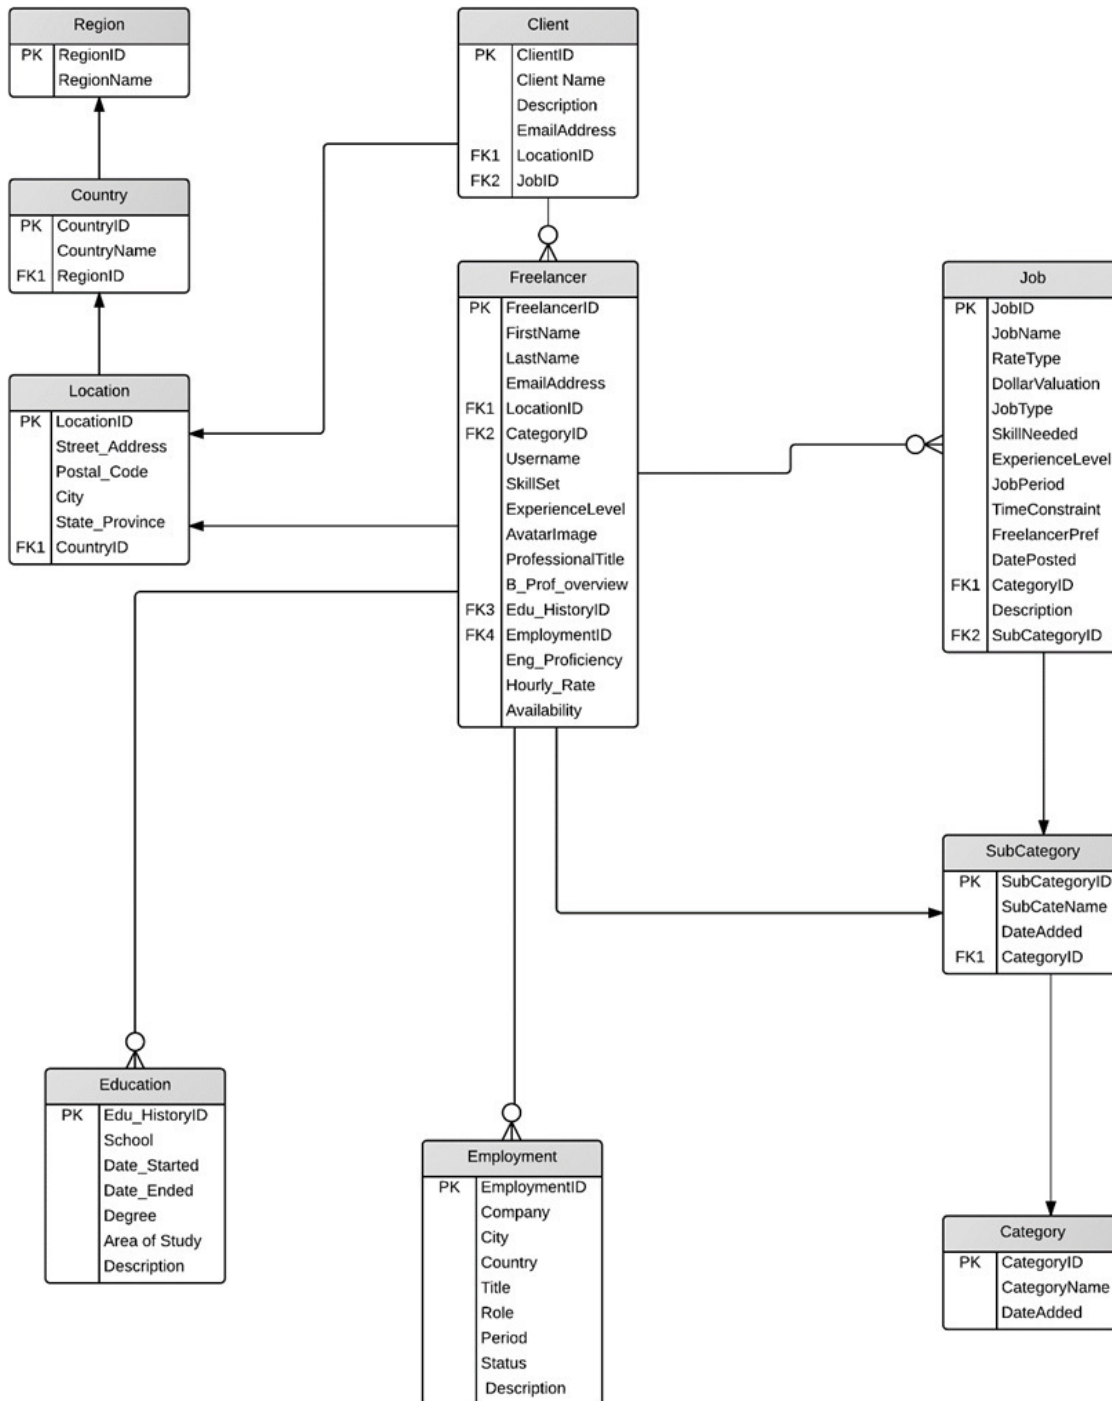 Region
PK RegionID
RegionName
Client
PK ClientID
Client Name
Description
EmailAddress
FK1 LocationID
FK2 JobID
Country
PK CountryID
CountryName
FK1 RegionID
Freelancer
PK FreelancerID
FirstName
LastName
EmailAddress
FK1 LocationID
FK2 CategoryID
Username
SkillSet
ExperienceLevel
AvatarImage
ProfessionalTitle
B_Prof_overview
FK3 Edu_HistoryID
FK4 EmploymentID
Eng_Proficiency
Hourly_Rate
Availability
Job
PK JobID
JobName
RateType
DollarValuation
JobType
SkillNeeded
ExperienceLevel
JobPeriod
TimeConstraint
FreelancerPref
DatePosted
FK1 CategoryID
Description
FK2 SubCategoryID
Location
PK LocationID
Street_Address
Postal_Code
City
State_Province
FK1 CountryID
SubCategory
PK SubCategoryID
SubCateName
DateAdded
FK1 CategoryID
Education
PK Edu_HistoryID
School
Date_Started
Date_Ended
Degree
Area of Study
Description
Employment
PK EmploymentID
Company
City
Country
Title
Role
Period
Status
Description
Category
PK CategoryID
CategoryName
DateAdded